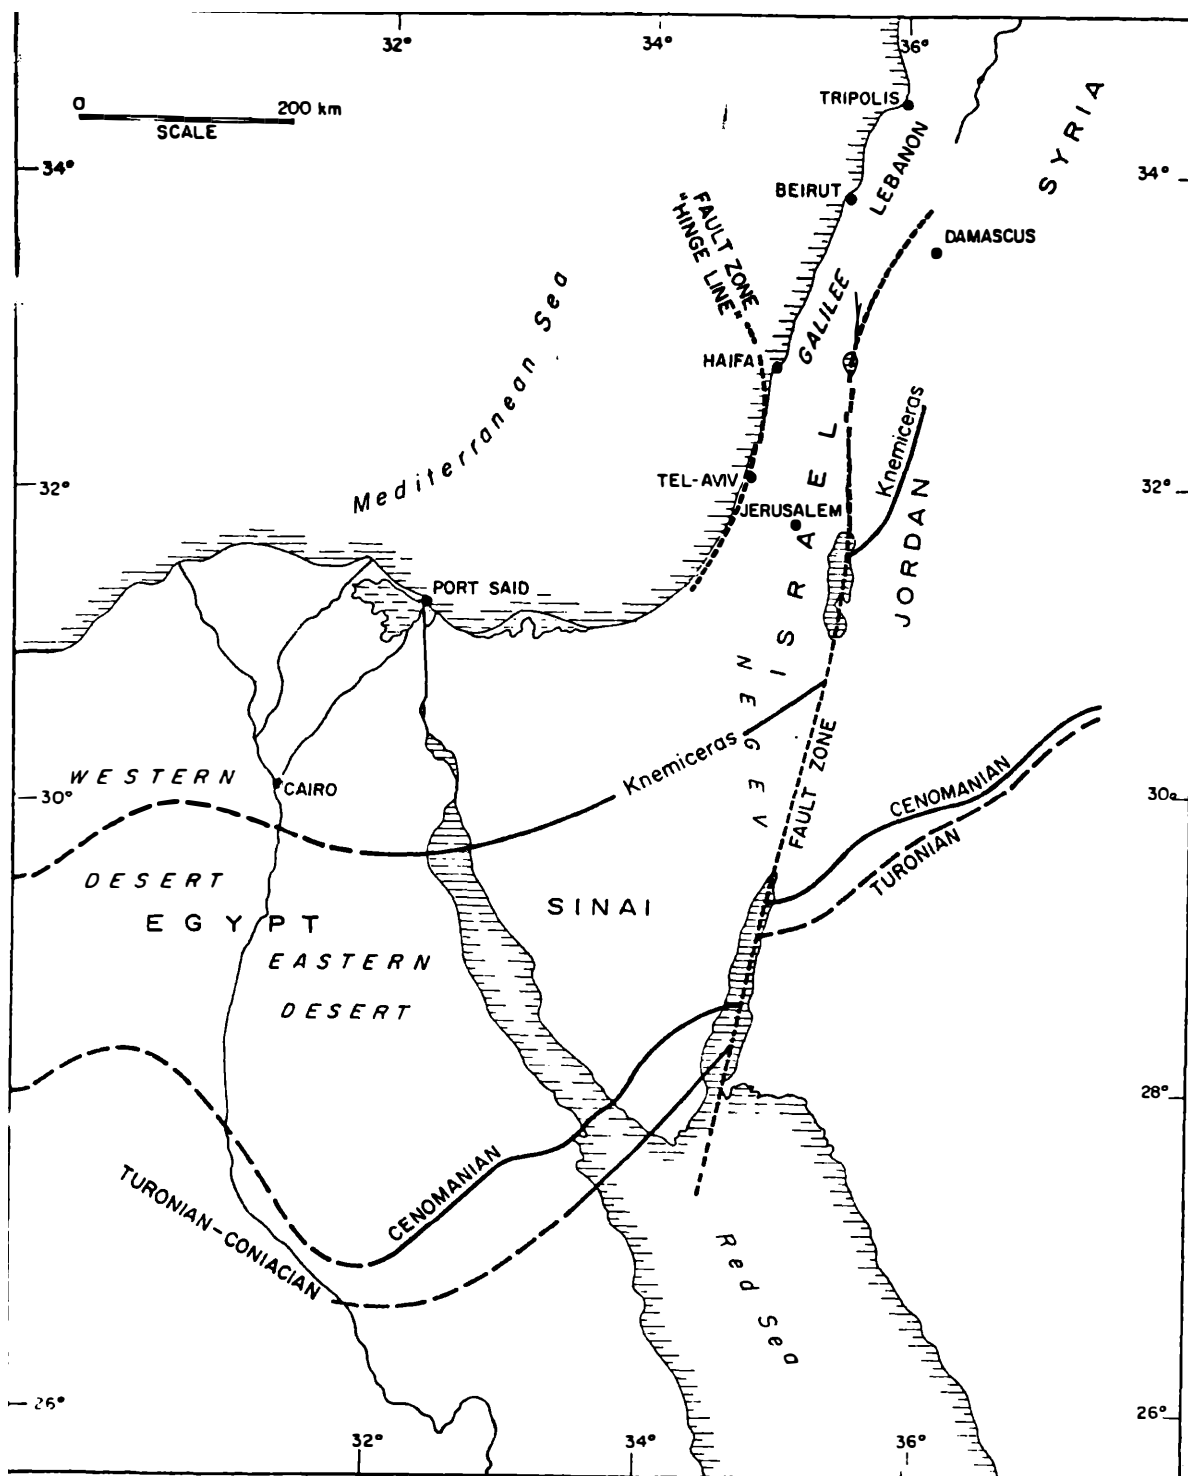 32°
34°
36°
0
200 km
SCALE
TRIPOLIS
SYRIA
LEBANON
34°
34°
BEIRUT
FAULT ZONE
"HINGE LINE"
DAMASCUS
Mediterranean Sea
GALILEE
HAIFA
Knemiceras
32°
TEL-AVIV
32°
JERUSALEM
ISRAEL
JORDAN
PORT SAID
NEGEV
Knemiceras
FAULT ZONE
WESTERN
CAIRO
30°
30°
CENOMANIAN
TURONIAN
DESERT
EGYPT
SINAI
EASTERN
DESERT
28°
CENOMANIAN
TURONIAN-CONIACIAN
Red Sea
26°
26°
32°
34°
36°